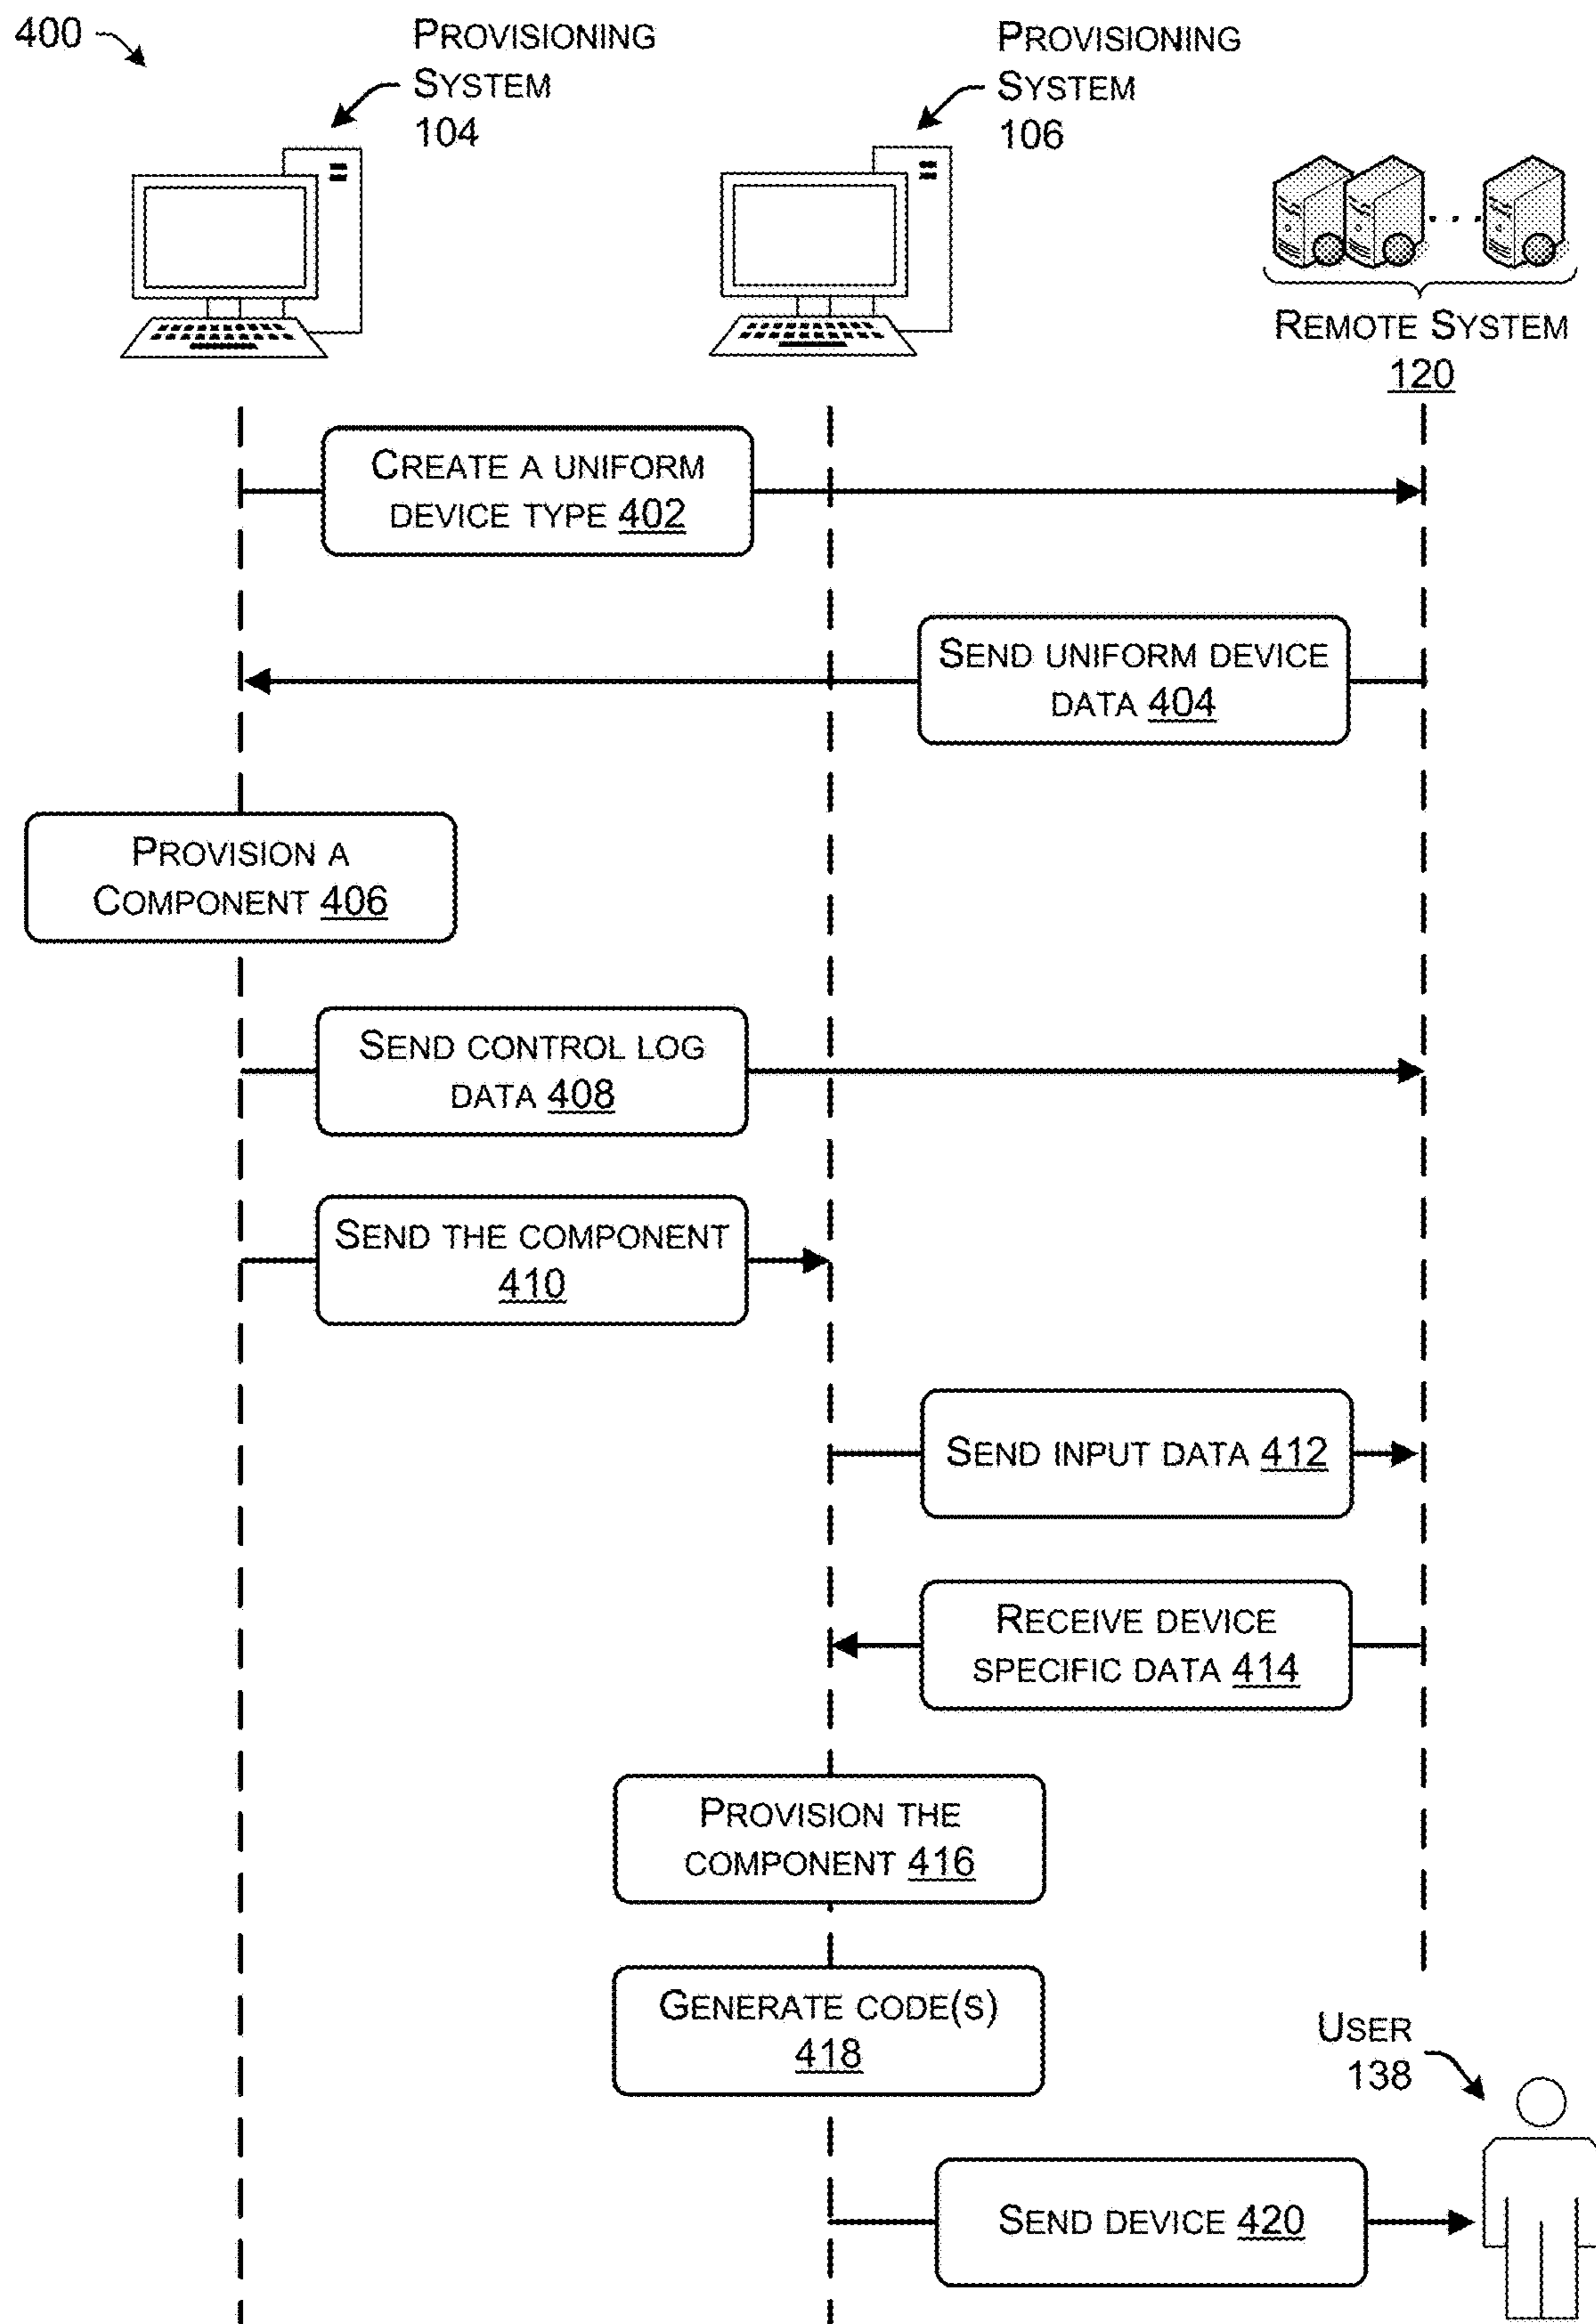 400
PROVISIONING
SYSTEM
104
PROVISIONING
SYSTEM
106
REMOTE SYSTEM
120
CREATE A UNIFORM
DEVICE TYPE 402
SEND UNIFORM DEVICE
DATA 404
PROVISION A
COMPONENT 406
SEND CONTROL LOG
DATA 408
SEND THE COMPONENT
410
SEND INPUT DATA 412
RECEIVE DEVICE
SPECIFIC DATA 414
PROVISION THE
COMPONENT 416
GENERATE CODE(S)
418
USER
138
SEND DEVICE 420